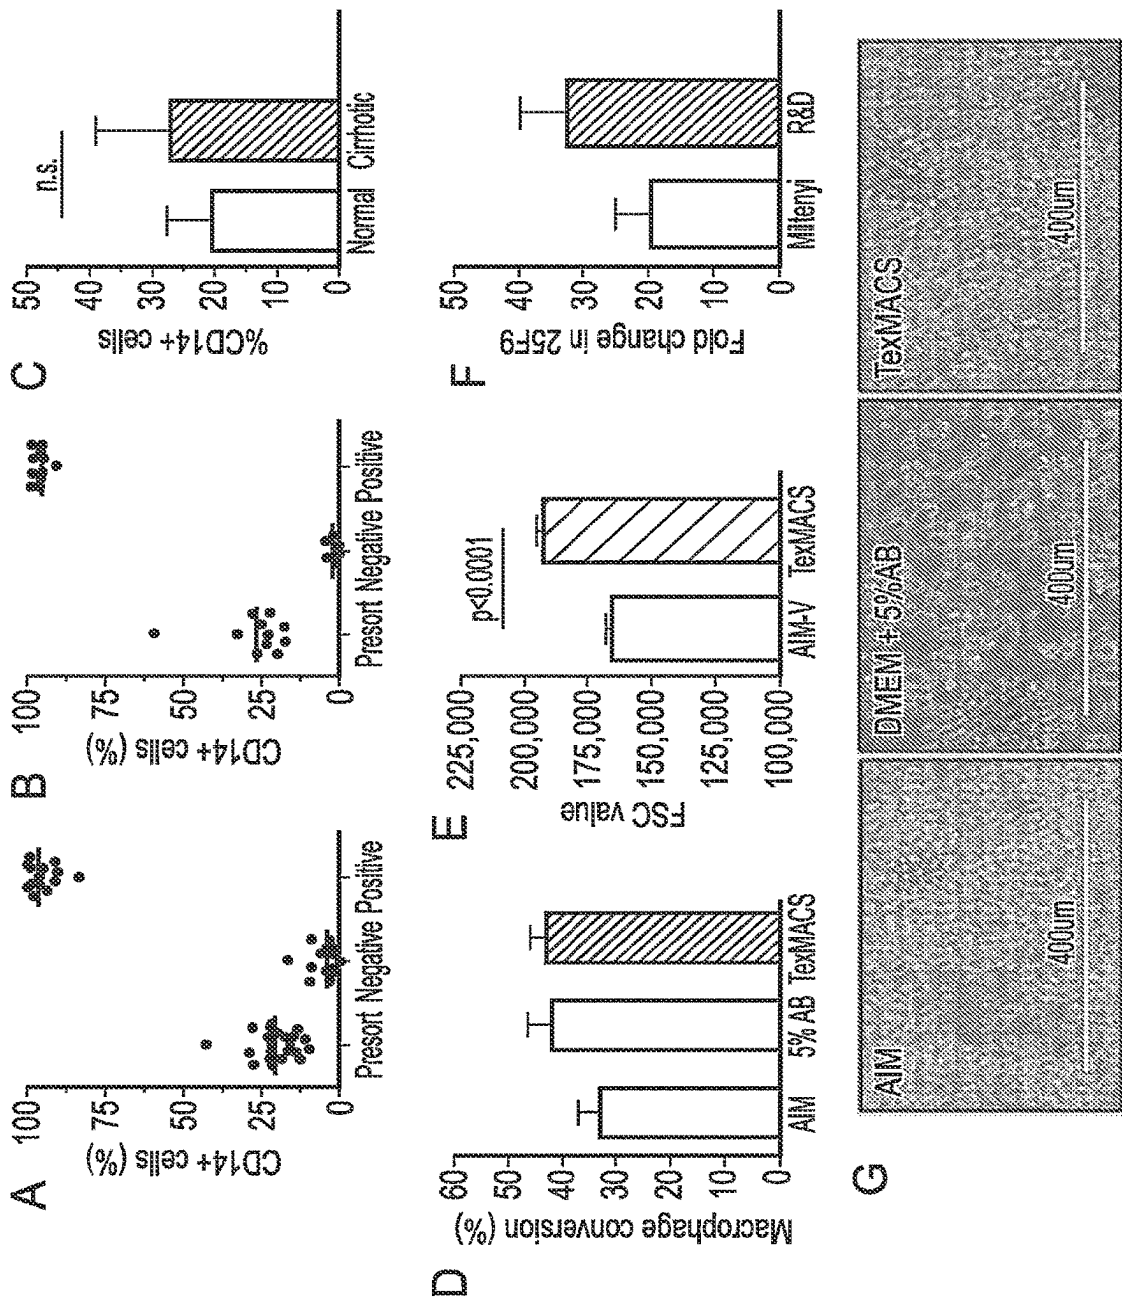 A
CD14+ cells (%)
100
75
50
25
0
Presort Negative Positive
B
CD14+ cells (%)
100
75
50
25
0
Presort Negative Positive
C
%CD14+ cells
50
40
30
20
10
0
n.s.
Normal Cirrhotic
D
Macrophage conversion (%)
60
50
40
30
20
10
0
AIM 5% AB TexMACS
E
FSC value
225,000
200,000
175,000
150,000
125,000
100,000
p<0.0001
AIM-V TexMACS
F
Fold change in 25F9
50
40
30
20
10
0
Miltenyi R&D
G
AIM
400um
DMEM + 5%AB
400um
TexMACS
400um